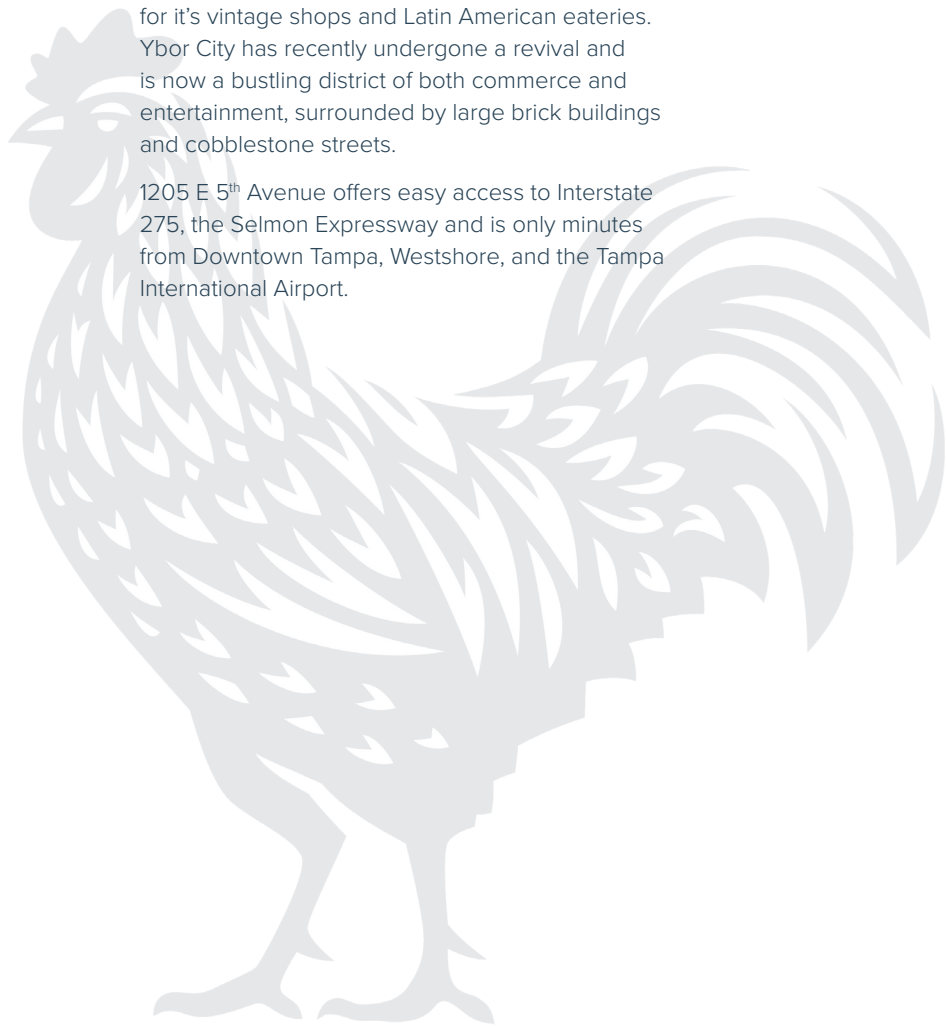 for it’s vintage shops and Latin American eateries.
Ybor City has recently undergone a revival and
is now a bustling district of both commerce and
entertainment, surrounded by large brick buildings
and cobblestone streets.
1205 E 5th Avenue offers easy access to Interstate
275, the Selmon Expressway and is only minutes
from Downtown Tampa, Westshore, and the Tampa
International Airport.